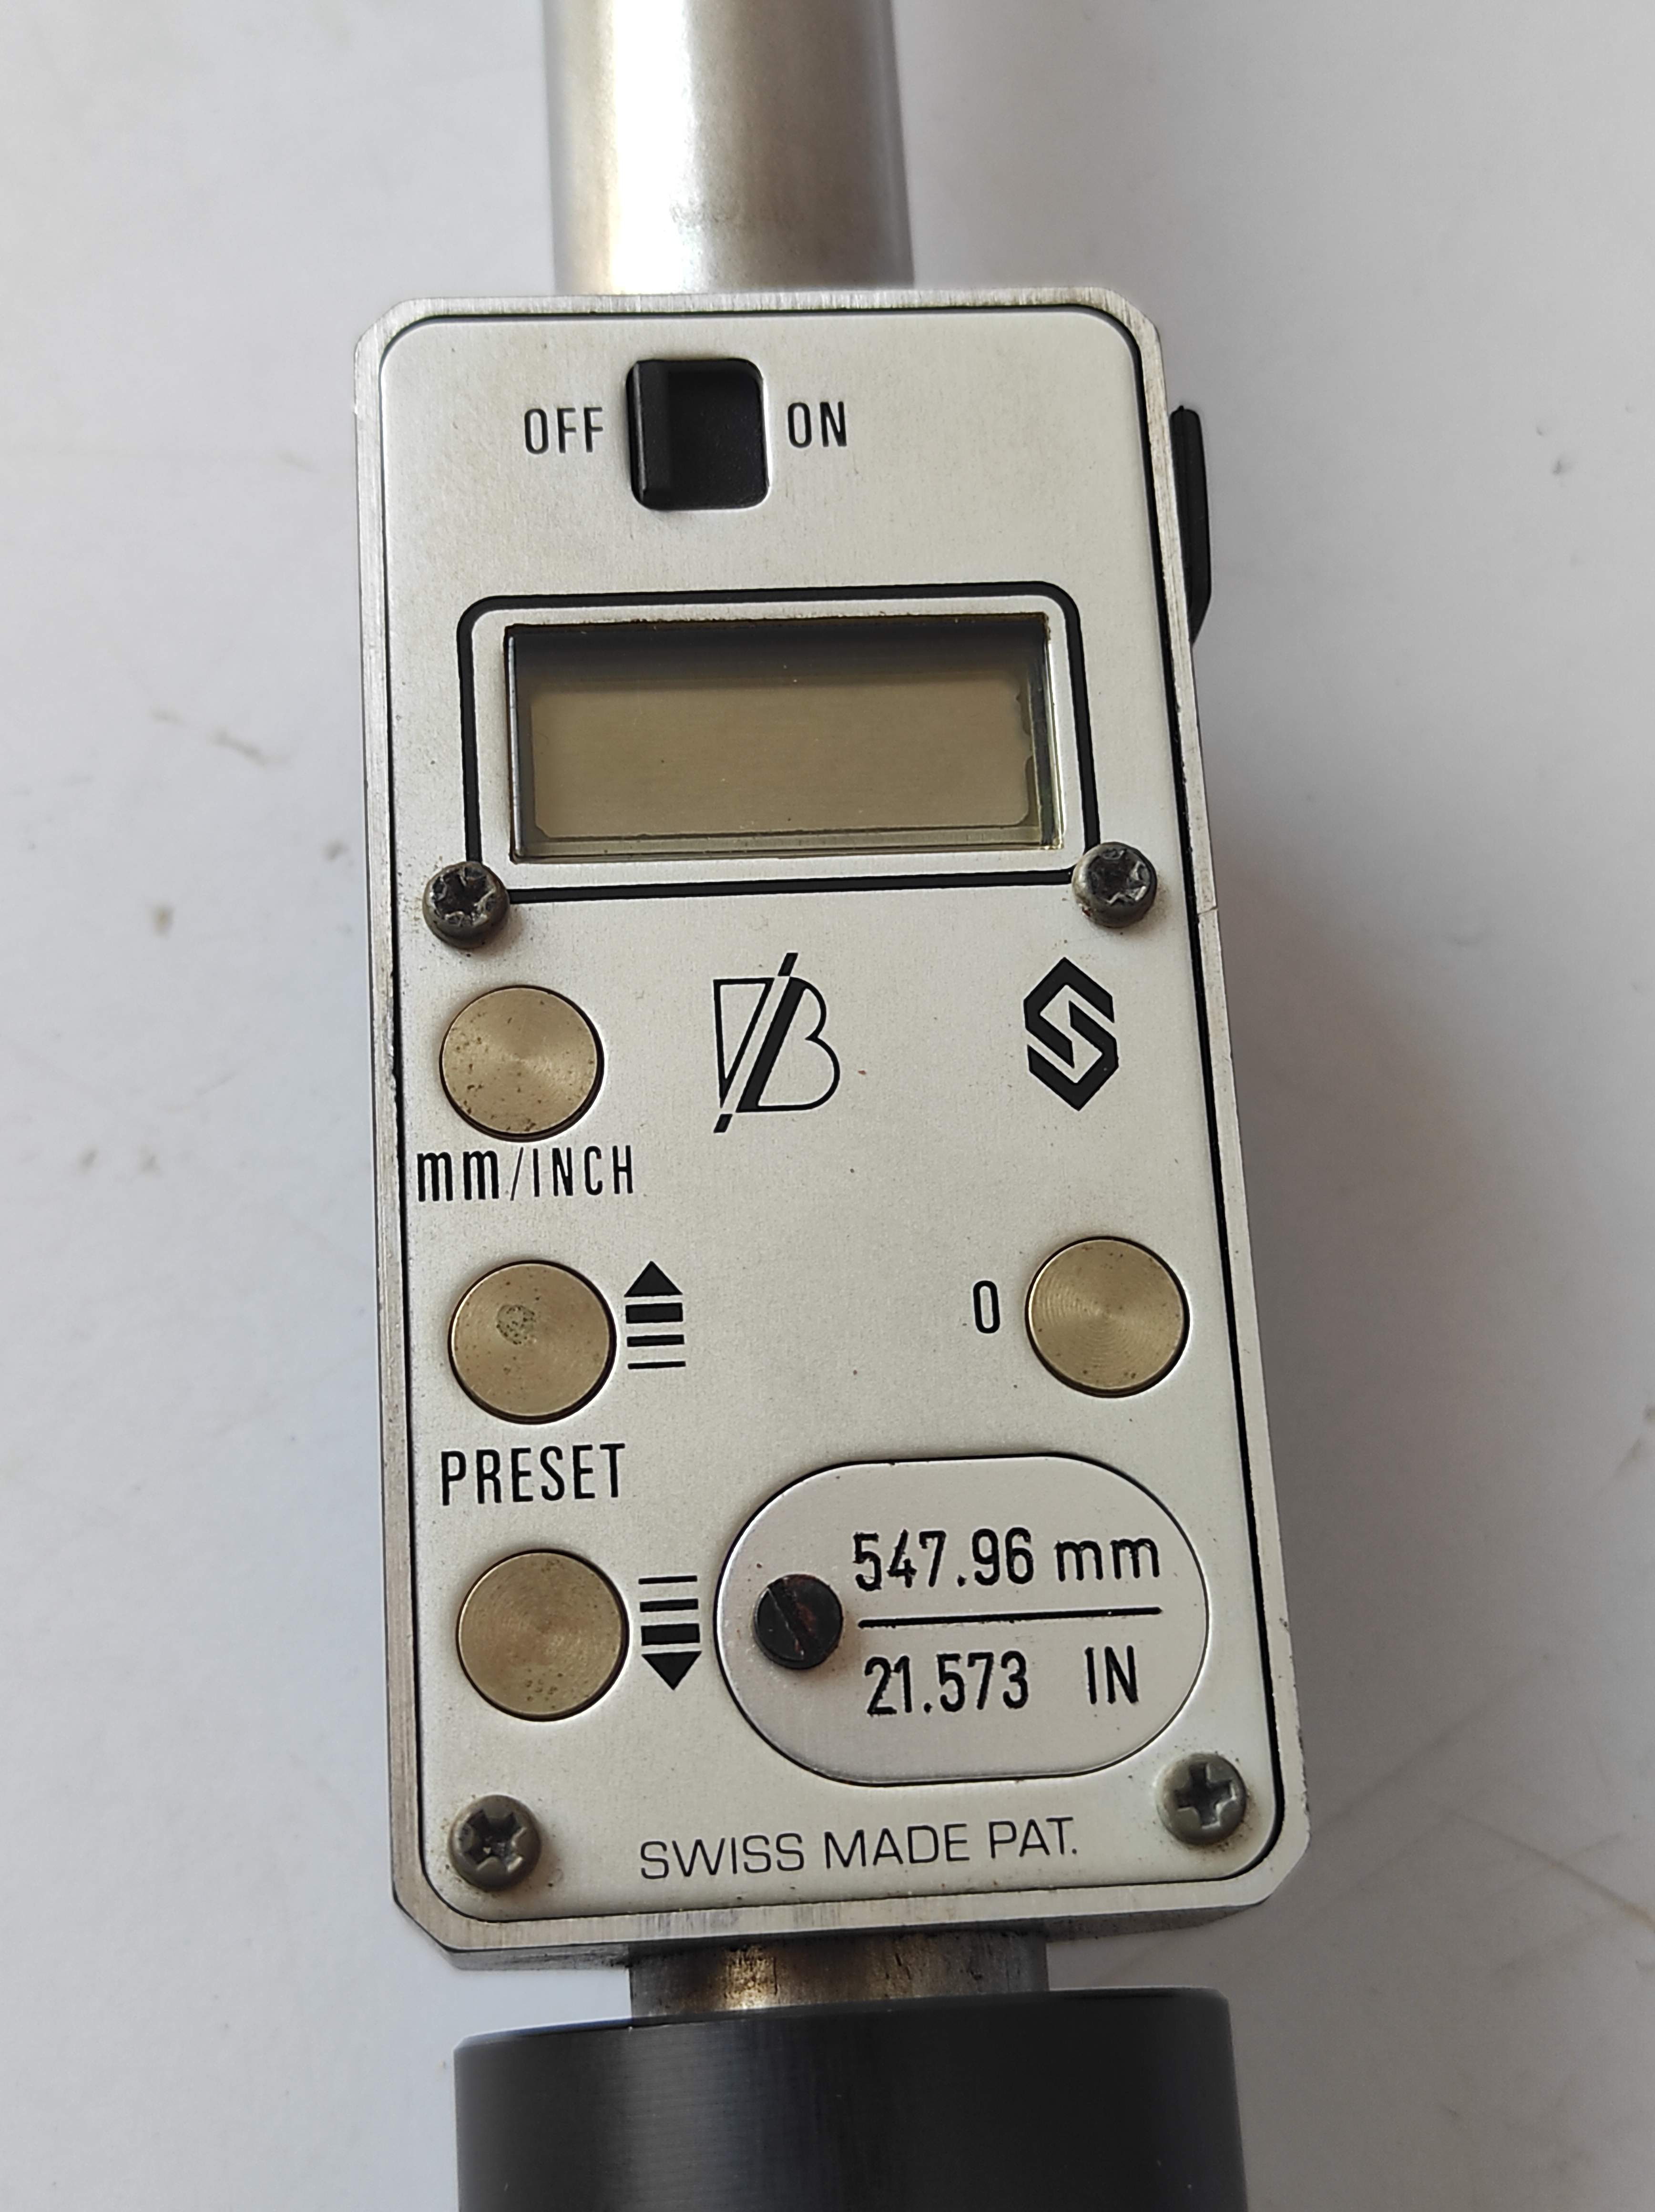 OFF ON
mm/INCH
0
PRESET
547.96 mm
21.573 IN
SWISS MADE PAT.